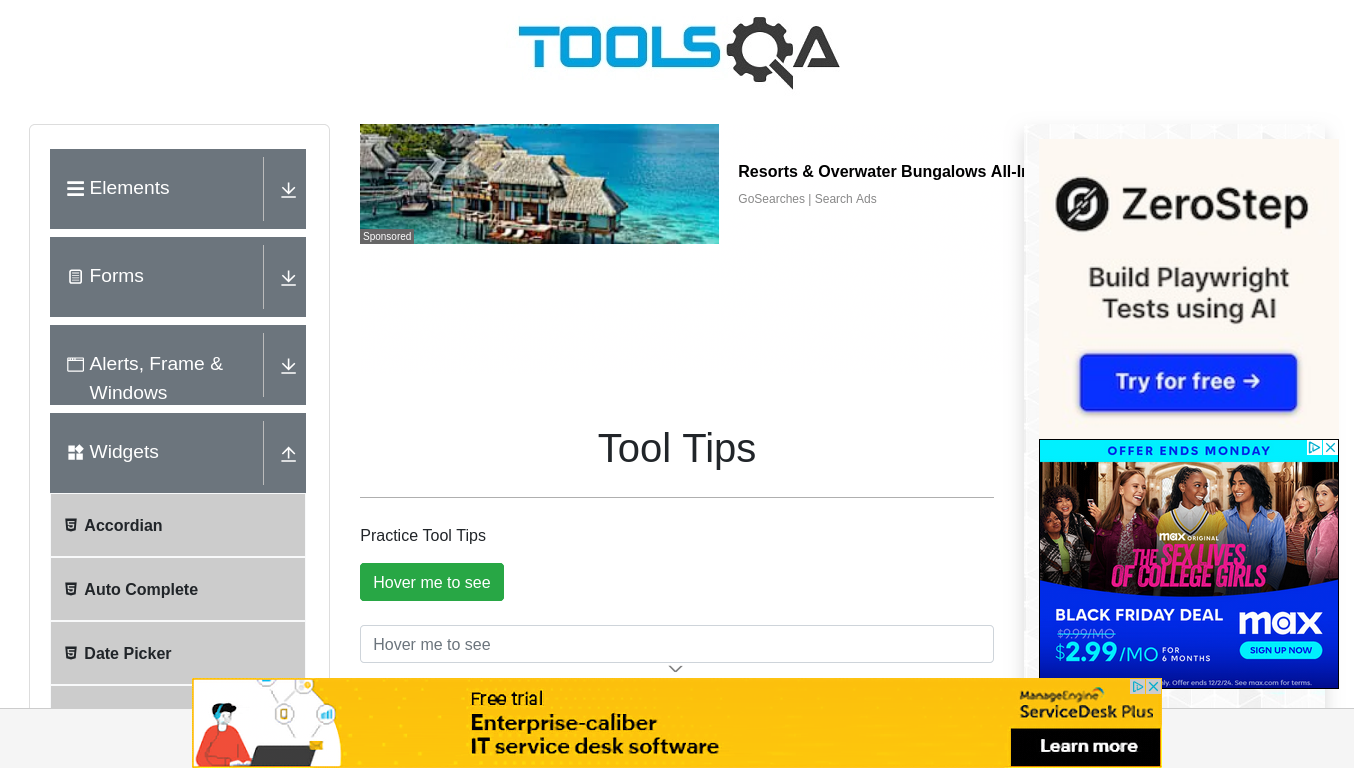 TOOLSQA
Elements
Forms
Alerts, Frame &
Windows
Widgets
Accordian
Auto Complete
Date Picker
Sponsored
Resorts & Overwater Bungalows All-In
GoSearches | Search Ads
Tool Tips
Practice Tool Tips
Hover me to see
Hover me to see
ZeroStep
Build Playwright
Tests using AI
Try for free →
OFFER ENDS MONDAY
max ORIGINAL
THE SEX LIVES
OF COLLEGE GIRLS
BLACK FRIDAY DEAL
$9.99/MO
$2.99/MO FOR
6 MONTHS
max
SIGN UP NOW
ly. Offer ends 12/2/24. See max.com for terms.
Free trial
Enterprise-caliber
IT service desk software
ManageEngine
ServiceDesk Plus
Learn more